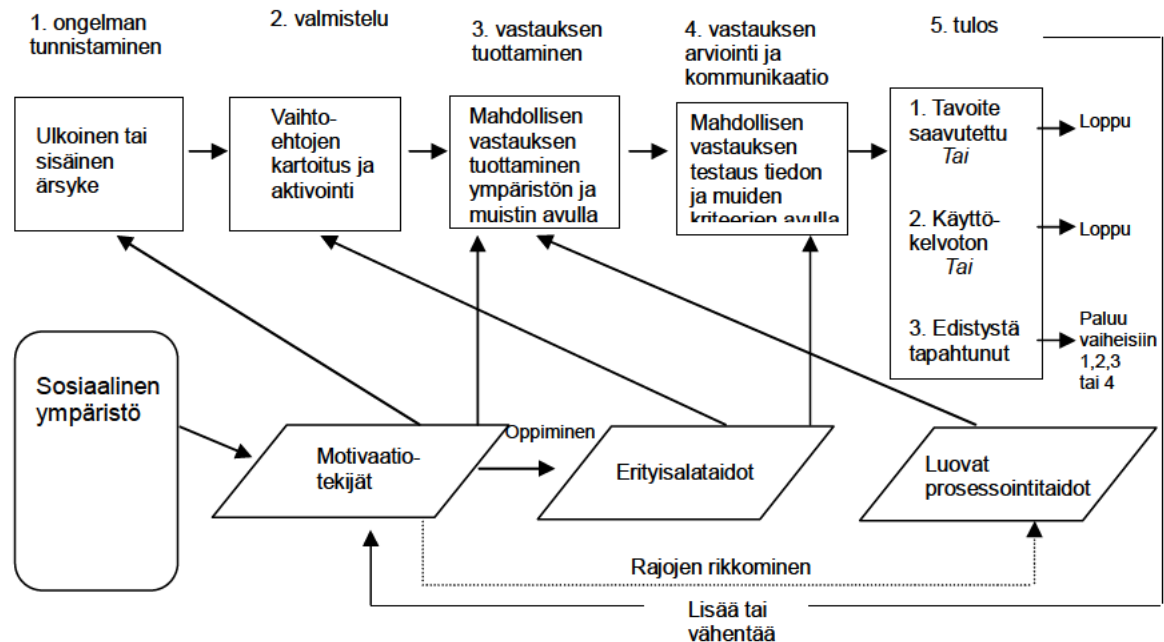 1. ongelman
tunnistaminen
2. valmistelu
3. vastauksen
tuottaminen
4. vastauksen
arviointi ja
kommunikaatio
5. tulos
Ulkoinen tai
sisäinen
ärsyke
Vaihto-
ehtojen
kartoitus ja
aktivointi
Mahdollisen
vastauksen
tuottaminen
ympäristön ja
muistin avulla
Mahdollisen
vastauksen
testaus tiedon
ja muiden
kriteerien avulla
1. Tavoite
saavutettu
Tai
2. Käyttö-
kelvoton
Tai
3. Edistystä
tapahtunut
Loppu
Loppu
Paluu
vaiheisiin
1,2,3
tai 4
Sosiaalinen
ympäristö
Motivaatio-
tekijät
Oppiminen
Erityisalataidot
Luovat
prosessointitaidot
Rajojen rikkominen
Lisää tai
vähentää